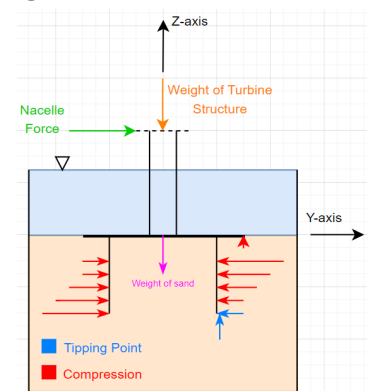 Z-axis
Weight of Turbine
Structure
Nacelle
Force
Y-axis
Weight of sand
Tipping Point
Compression